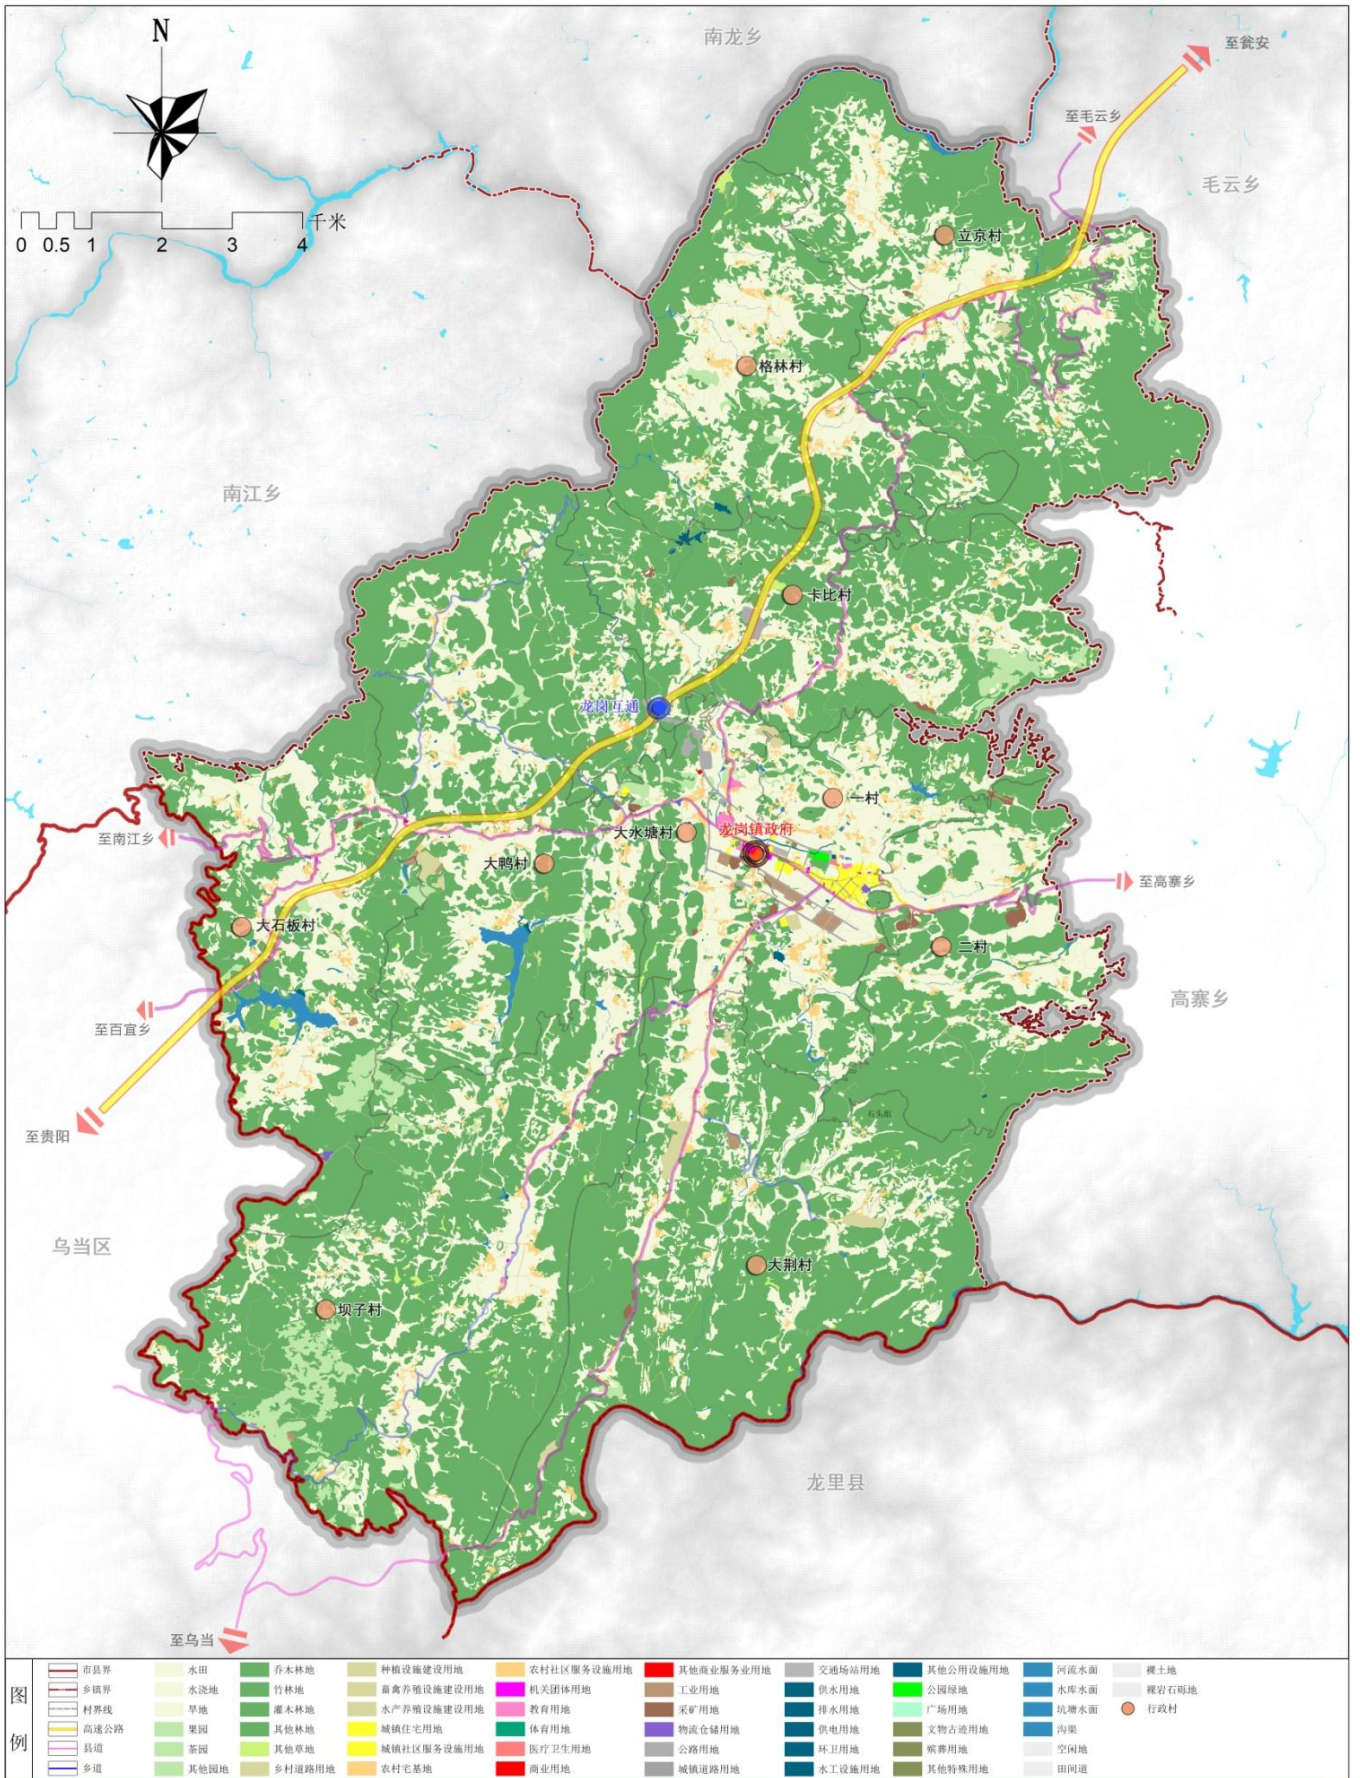 南龙乡
至瓮安
N
至毛云乡
毛云乡
千米
0 0.5 1 2 3 4
立京村
格林村
南江乡
卡比村
龙岗互通
一村
大水塘村
龙岗镇政府
至南江乡
大鸭村
至高寨乡
大石板村
二村
高寨乡
至百宜乡
石头组
至贵阳
乌当区
大荆村
坝子村
龙里县
至乌当
图例
市县界
乡镇界
村界线
高速公路
县道
乡道
水田
水浇地
旱地
果园
茶园
其他园地
乔木林地
竹林地
灌木林地
其他林地
其他草地
乡村道路用地
种植设施建设用地
畜禽养殖设施建设用地
水产养殖设施建设用地
城镇住宅用地
城镇社区服务设施用地
农村宅基地
农村社区服务设施用地
机关团体用地
教育用地
体育用地
医疗卫生用地
商业用地
其他商业服务业用地
工业用地
采矿用地
物流仓储用地
公路用地
城镇道路用地
交通场站用地
供水用地
排水用地
供电用地
环卫用地
水工设施用地
其他公用设施用地
公园绿地
广场用地
文物古迹用地
殡葬用地
其他特殊用地
河流水面
水库水面
坑塘水面
沟渠
空闲地
田间道
裸土地
裸岩石砾地
行政村